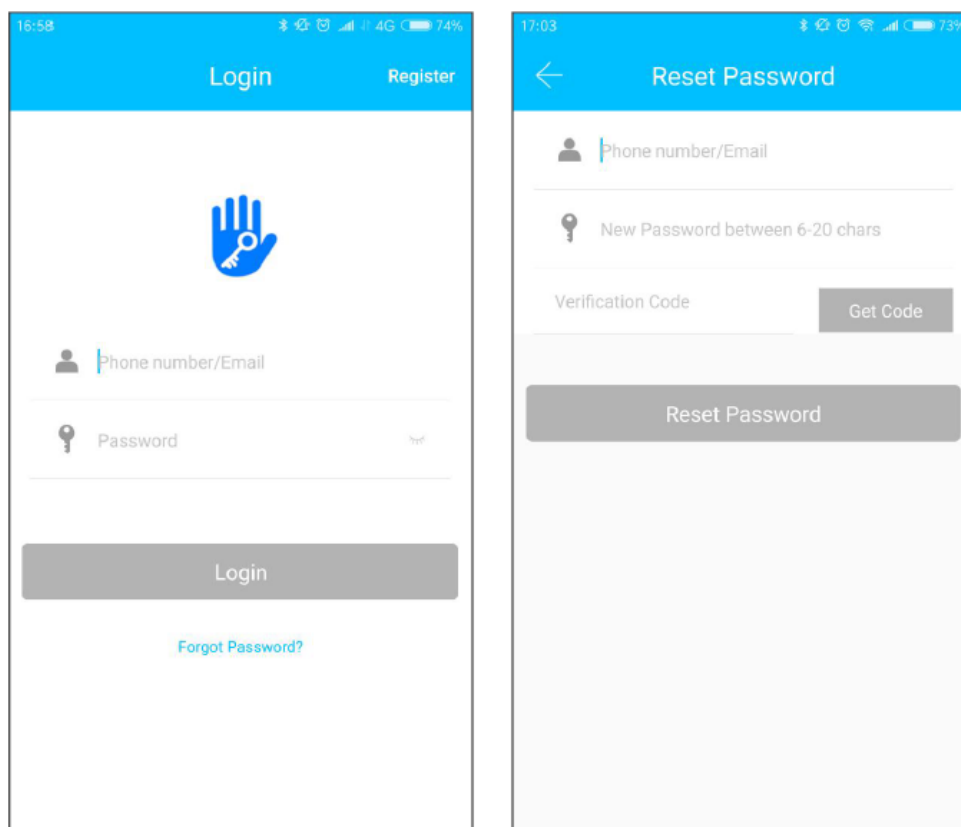 16:58
4G 74%
Login
Register
Phone number/Email
Password
Login
Forgot Password?
17:03
73%
Reset Password
Phone number/Email
New Password between 6-20 chars
Verification Code
Get Code
Reset Password